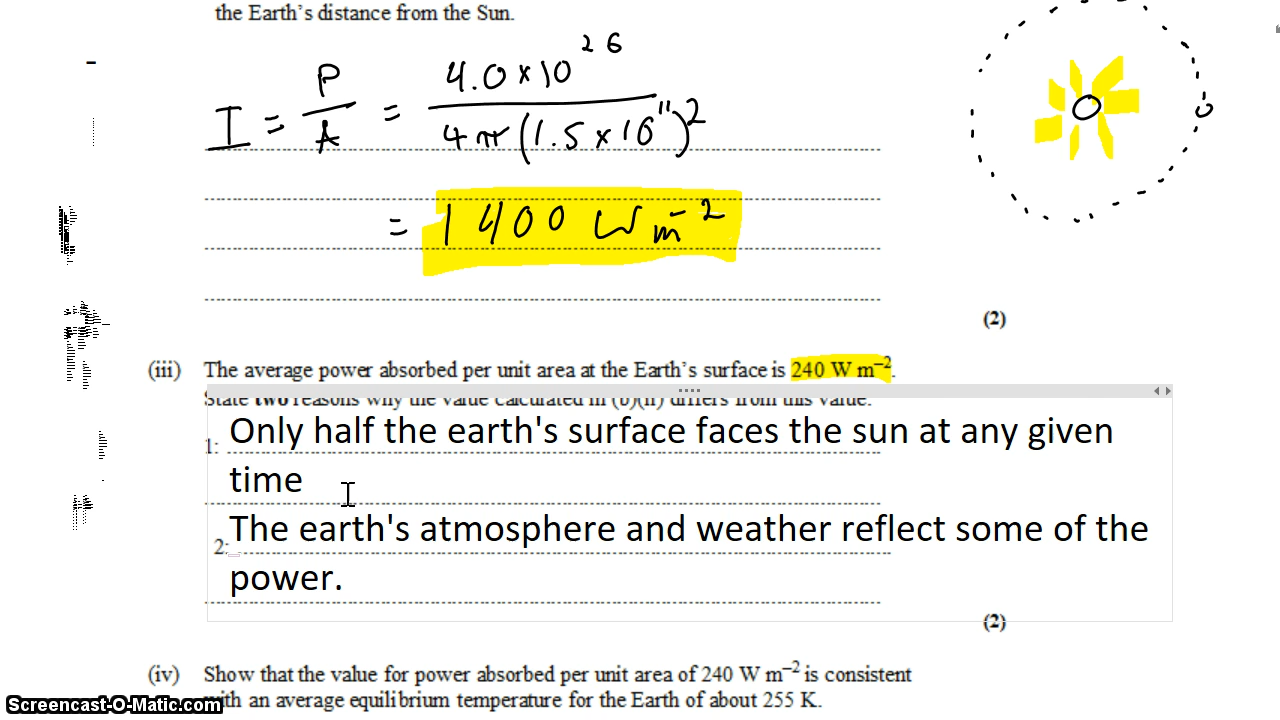 the Earth's distance from the Sun.
I = P/A = 4.0×10^26 / 4π(1.5×10^11)^2
= 1400 W m^-2
(2)
(iii) The average power absorbed per unit area at the Earth's surface is 240 W m⁻².
State two reasons why the value calculated in (b)(ii) differs from this value.
1: Only half the earth's surface faces the sun at any given
time
2: The earth's atmosphere and weather reflect some of the
power.
(2)
(iv) Show that the value for power absorbed per unit area of 240 W m⁻² is consistent
with an average equilibrium temperature for the Earth of about 255 K.
Screencast-O-Matic.com